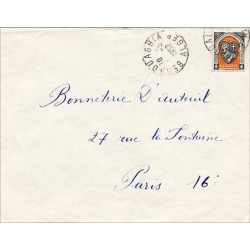 Bonneterie D'Auteuil
27 rue la Fontaine
Paris 16e